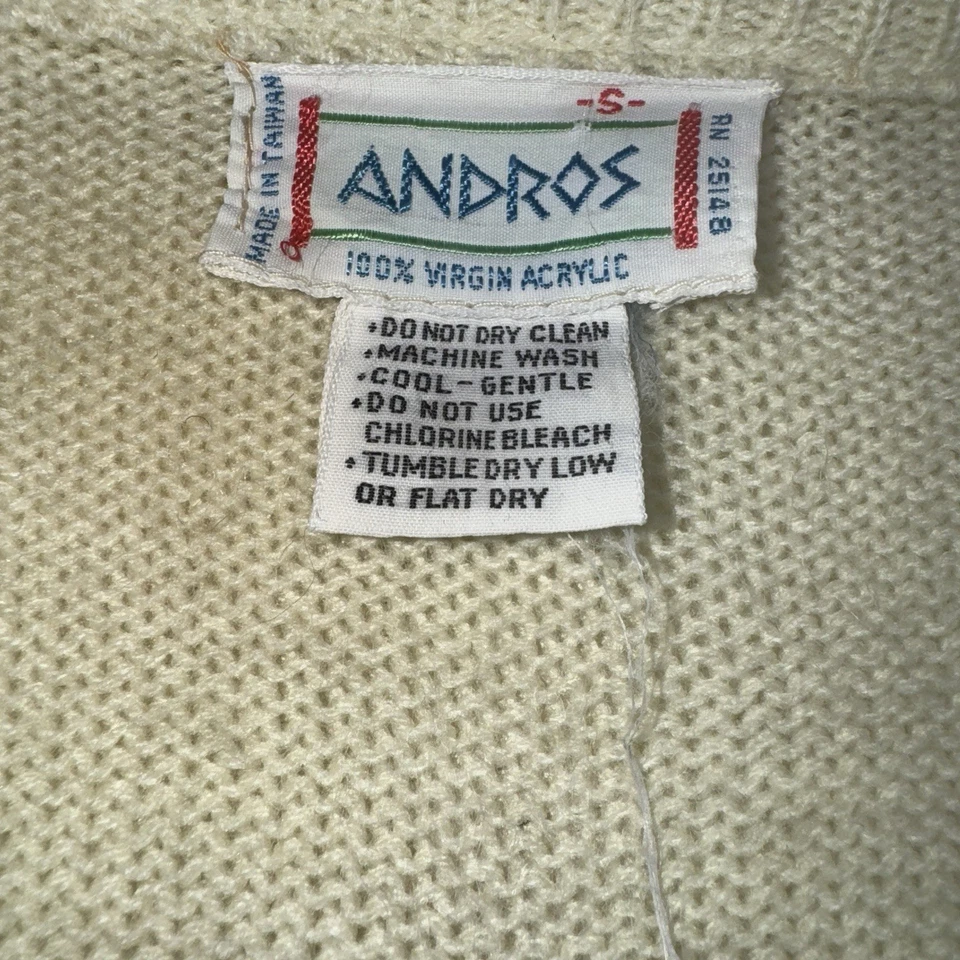 -S-
MADE IN TAIWAN
ANDROS
RN 25148
100% VIRGIN ACRYLIC
•DO NOT DRY CLEAN
•MACHINE WASH
•COOL-GENTLE
•DO NOT USE
CHLORINE BLEACH
•TUMBLE DRY LOW
OR FLAT DRY